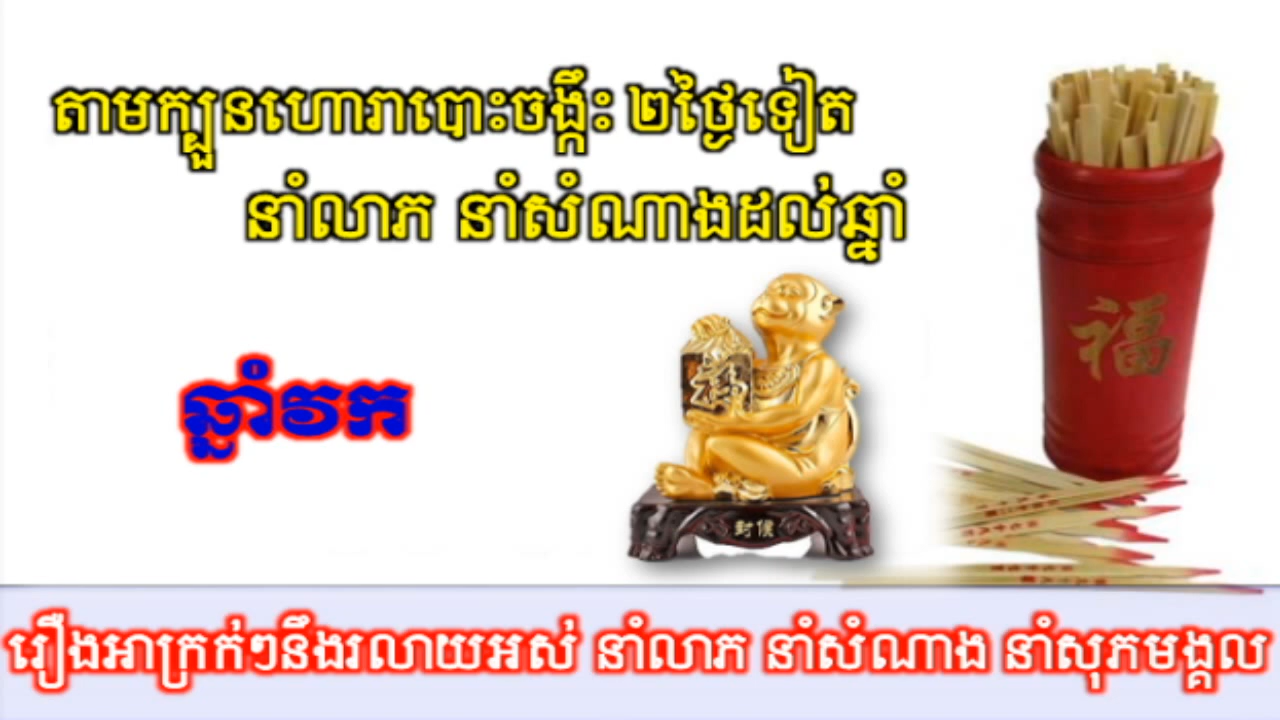 តាមក្បួនហោរាបោះចង្កឹះ ២ថ្ងៃទៀត
នាំលាភ នាំសំណាងដល់ឆ្នាំ
ឆ្នាំវក
福
封侯
រឿងអាក្រក់ៗនឹងរលាយអស់ នាំលាភ នាំសំណាង នាំសុភមង្គល